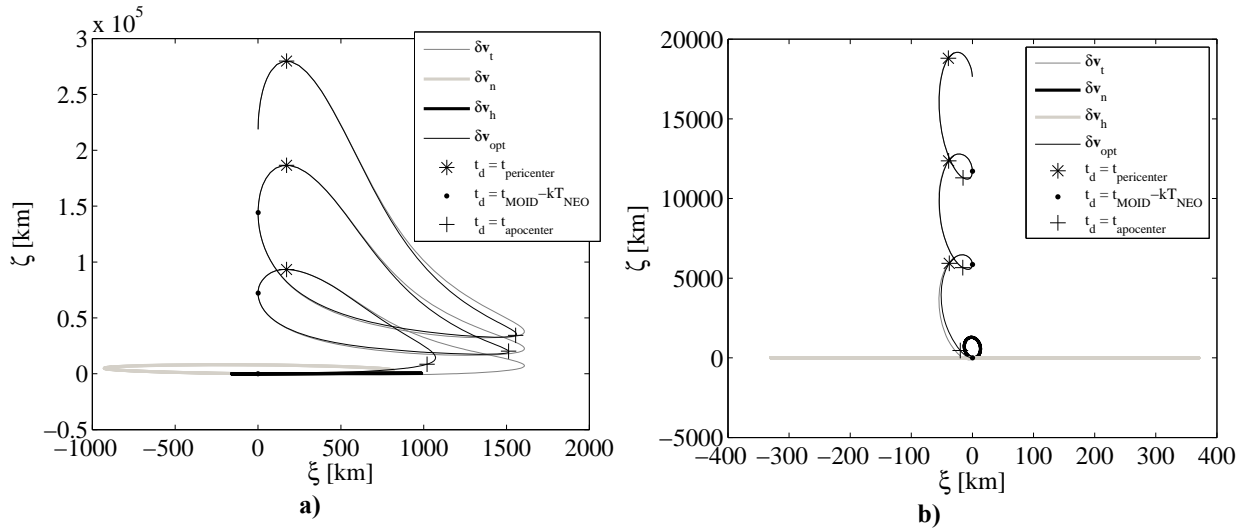 x 10^5
3
2.5
2
1.5
1
0.5
0
−0.5
ζ [km]
−1000 −500 0 500 1000 1500 2000
ξ [km]
a)
δv_t
δv_n
δv_h
δv_opt
t_d = t_pericenter
t_d = t_MOID−kT_NEO
t_d = t_apocenter
20000
15000
10000
5000
0
−5000
ζ [km]
−400 −300 −200 −100 0 100 200 300 400
ξ [km]
b)
δv_t
δv_n
δv_h
δv_opt
t_d = t_pericenter
t_d = t_MOID−kT_NEO
t_d = t_apocenter